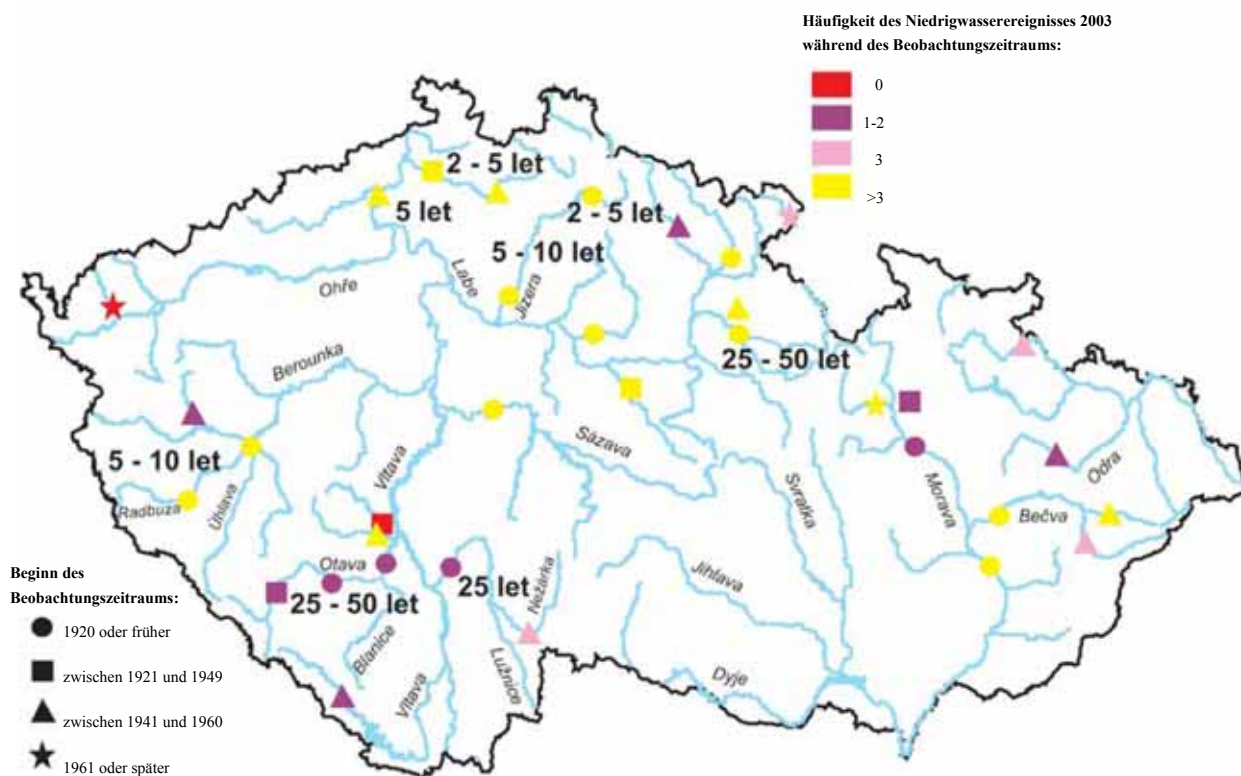 Häufigkeit des Niedrigwasserereignisses 2003
während des Beobachtungszeitraums:
0
1-2
3
>3
2 - 5 let
5 let
2 - 5 let
5 - 10 let
Labe
Jizera
Ohře
Berounka
25 - 50 let
Sázava
Vltava
5 - 10 let
Radbuza
Úhlava
Svratka
Morava
Odra
Bečva
Otava
25 - 50 let
25 let
Nežárka
Jihlava
Blanice
Vltava
Lužnice
Dyje
Beginn des
Beobachtungszeitraums:
1920 oder früher
zwischen 1921 und 1949
zwischen 1941 und 1960
1961 oder später